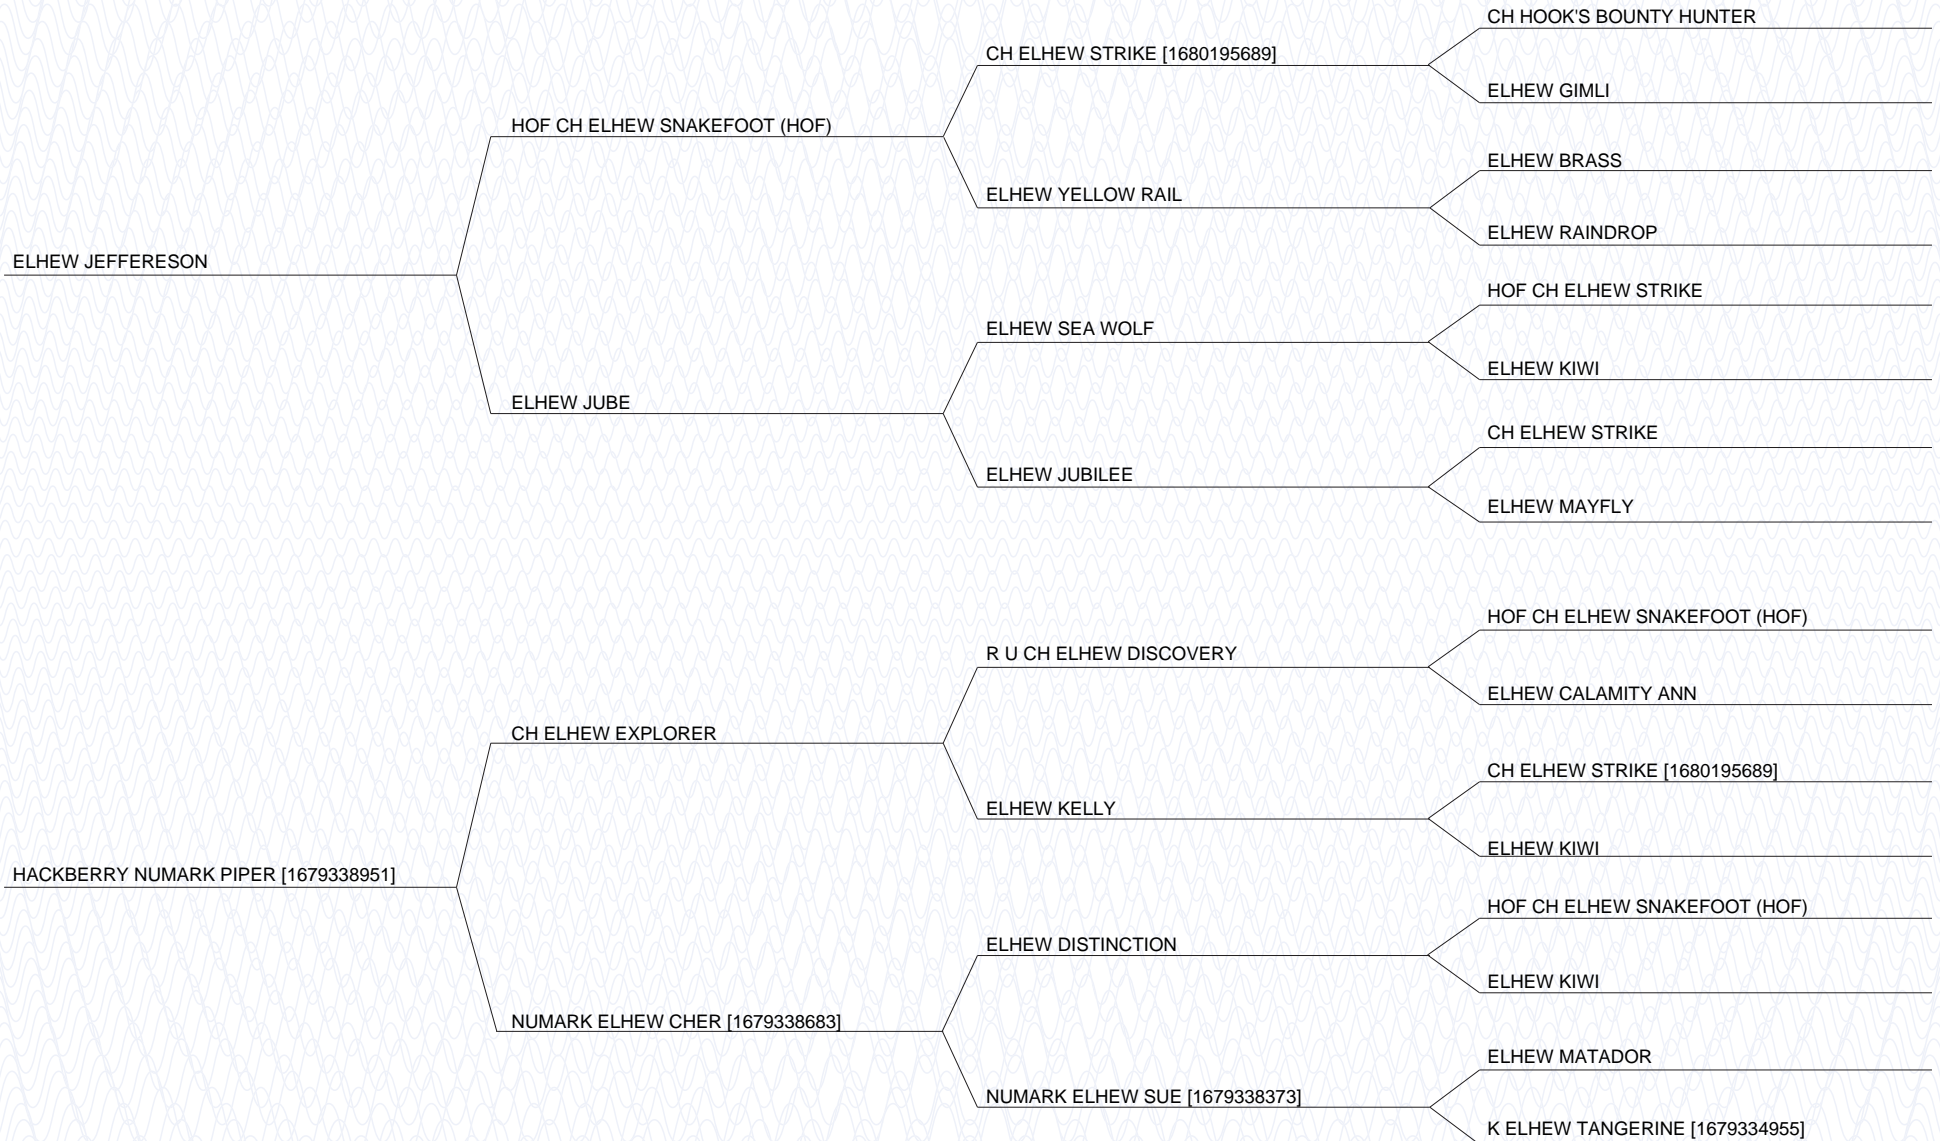 CH HOOK'S BOUNTY HUNTER
CH ELHEW STRIKE [1680195689]
ELHEW GIMLI
HOF CH ELHEW SNAKEFOOT (HOF)
ELHEW BRASS
ELHEW YELLOW RAIL
ELHEW RAINDROP
ELHEW JEFFERESON
HOF CH ELHEW STRIKE
ELHEW SEA WOLF
ELHEW KIWI
ELHEW JUBE
CH ELHEW STRIKE
ELHEW JUBILEE
ELHEW MAYFLY
HOF CH ELHEW SNAKEFOOT (HOF)
R U CH ELHEW DISCOVERY
ELHEW CALAMITY ANN
CH ELHEW EXPLORER
CH ELHEW STRIKE [1680195689]
ELHEW KELLY
ELHEW KIWI
HACKBERRY NUMARK PIPER [1679338951]
HOF CH ELHEW SNAKEFOOT (HOF)
ELHEW DISTINCTION
ELHEW KIWI
NUMARK ELHEW CHER [1679338683]
ELHEW MATADOR
NUMARK ELHEW SUE [1679338373]
K ELHEW TANGERINE [1679334955]